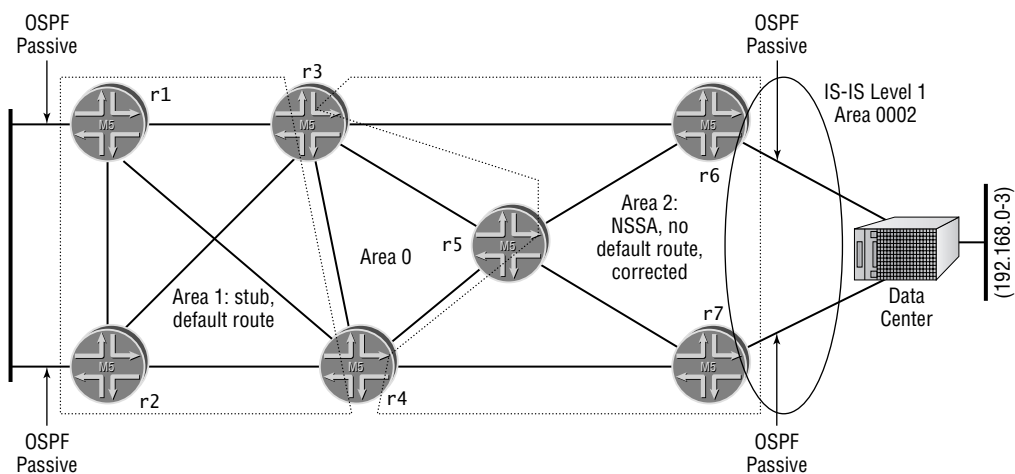 OSPF
Passive
OSPF
Passive
r3
r1
IS-IS Level 1
Area 0002
M5
M5
M5
r6
(192.168.0-3)
r5
M5
Area 0
Area 2:
NSSA, no
default route,
corrected
Area 1: stub,
default route
Data
Center
r7
M5
M5
M5
r2
r4
OSPF
Passive
OSPF
Passive